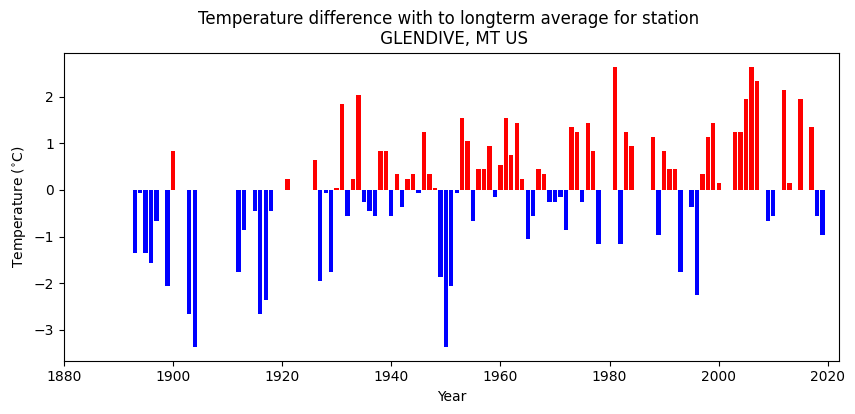 Temperature difference with to longterm average for station
GLENDIVE, MT US
2
1
0
−1
−2
−3
Temperature (°C)
1880 1900 1920 1940 1960 1980 2000 2020
Year